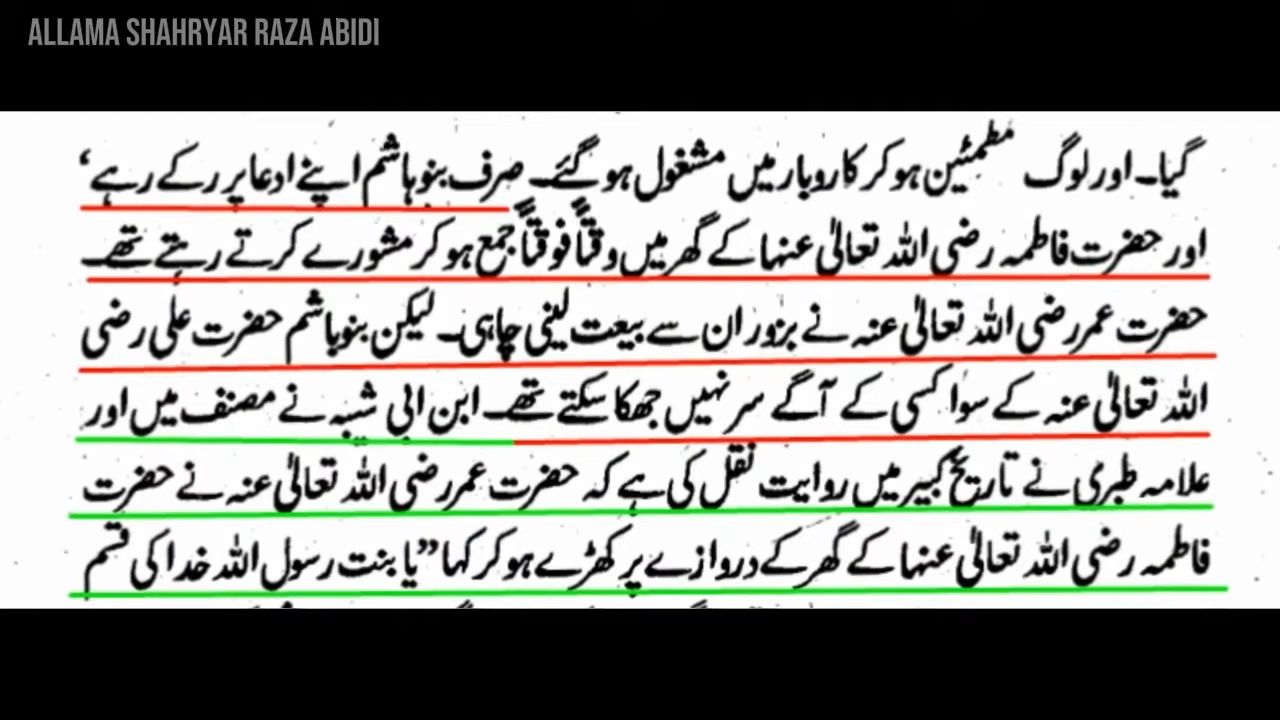 ALLAMA SHAHRYAR RAZA ABIDI
گیا۔ اور لوگ مطمئین ہو کر کاروبار میں مشغول ہو گئے۔ صرف بنو ہاشم اپنے ادعا پر رکے رہے،
اور حضرت فاطمہ رضی اللہ تعالیٰ عنہا کے گھر میں وقتاً فوقتاً جمع ہو کر مشورے کرتے رہتے تھے۔
حضرت عمر رضی اللہ تعالیٰ عنہ نے بزور ان سے بیعت لینی چاہی۔ لیکن بنو ہاشم حضرت علی رضی
اللہ تعالیٰ عنہ کے سوا کسی کے آگے سر نہیں جھکا سکتے تھے۔ ابن ابی شیبہ نے مصنف میں اور
علامہ طبری نے تاریخ کبیر میں روایت نقل کی ہے کہ حضرت عمر رضی اللہ تعالیٰ عنہ نے حضرت
فاطمہ رضی اللہ تعالیٰ عنہا کے گھر کے دروازے پر کھڑے ہو کر کہا ”یا بنت رسول اللہ خدا کی قسم